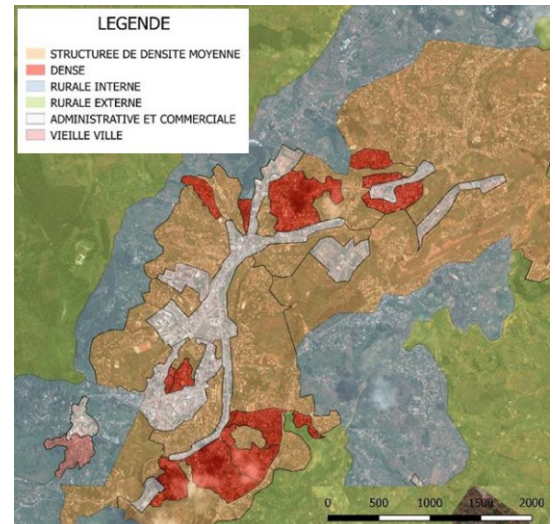 LEGENDE
STRUCTUREE DE DENSITE MOYENNE
DENSE
RURALE INTERNE
RURALE EXTERNE
ADMINISTRATIVE ET COMMERCIALE
VIEILLE VILLE
0 500 1000 1500 2000